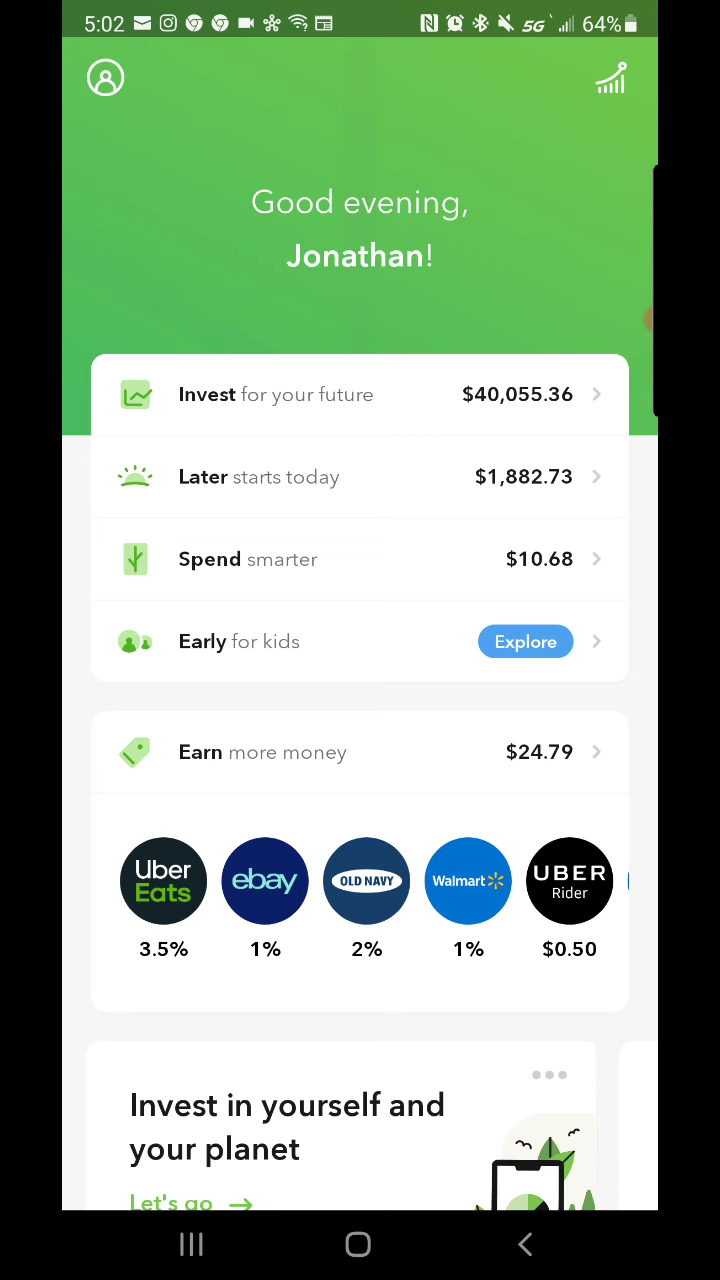 5:02 5G 64%
Good evening,
Jonathan!
Invest for your future $40,055.36
Later starts today $1,882.73
Spend smarter $10.68
Early for kids Explore
Earn more money $24.79
Uber Eats ebay OLD NAVY Walmart UBER Rider
3.5% 1% 2% 1% $0.50
Invest in yourself and
your planet
Let's go